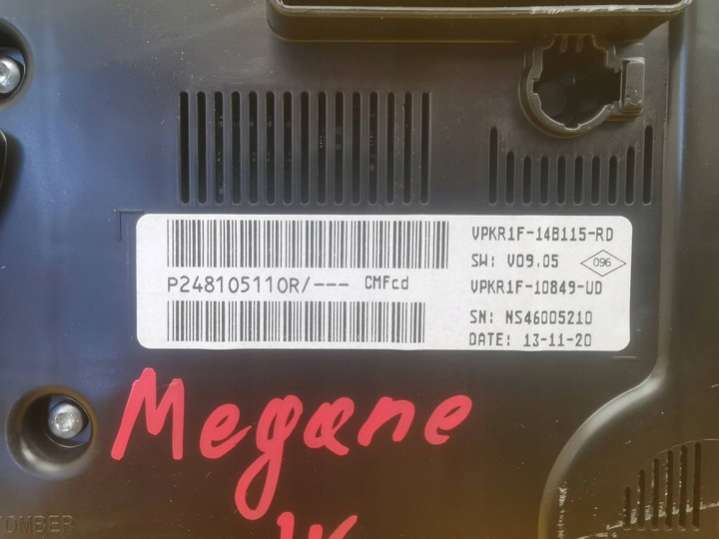 VPKR1F-14B115-RD
SW: V09.05
096
P248105110R/--- CMFcd
VPKR1F-10849-UD
SN: NS46005210
DATE: 13-11-20
Megane